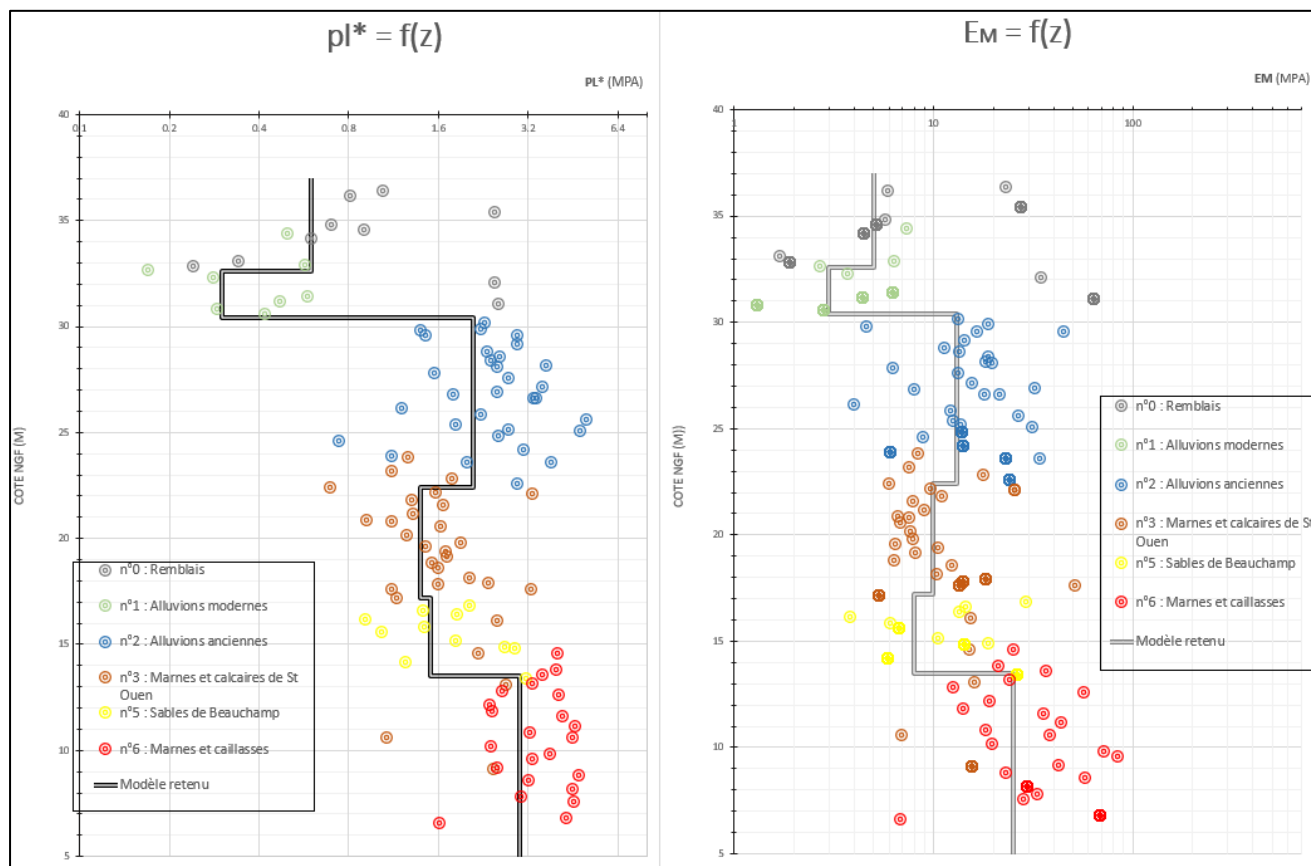 pl* = f(z)
PL* (MPA)
40
0.1 0.2 0.4 0.8 1.6 3.2 6.4
35
30
25
20
15
10
5
COTE NGF (M)
n°0 : Remblais
n°1 : Alluvions modernes
n°2 : Alluvions anciennes
n°3 : Marnes et calcaires de St
Ouen
n°5 : Sables de Beauchamp
n°6 : Marnes et caillasses
Modèle retenu
EM = f(z)
EM (MPA)
40
1 10 100
35
30
25
20
15
10
5
COTE NGF (M))
n°0 : Remblais
n°1 : Alluvions modernes
n°2 : Alluvions anciennes
n°3 : Marnes et calcaires de St
Ouen
n°5 : Sables de Beauchamp
n°6 : Marnes et caillasses
Modèle retenu